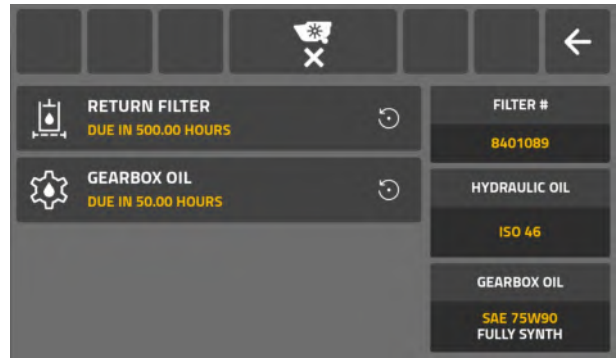 RETURN FILTER
DUE IN 500.00 HOURS
GEARBOX OIL
DUE IN 50.00 HOURS
FILTER #
8401089
HYDRAULIC OIL
ISO 46
GEARBOX OIL
SAE 75W90
FULLY SYNTH